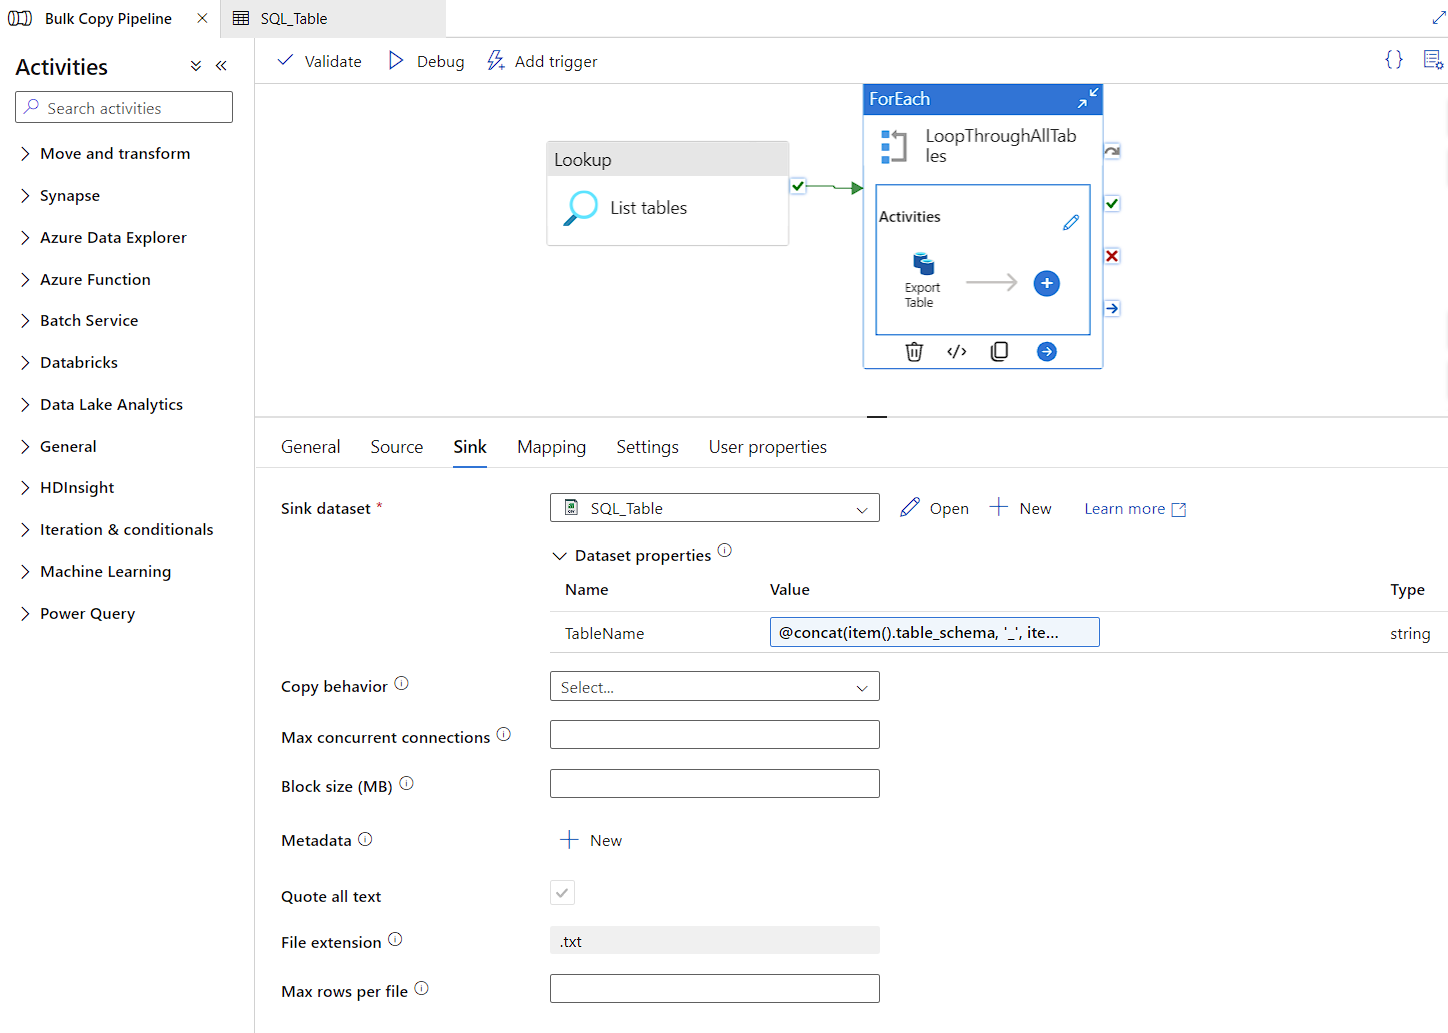 Bulk Copy Pipeline
SQL_Table
Activities
Search activities
Move and transform
Synapse
Azure Data Explorer
Azure Function
Batch Service
Databricks
Data Lake Analytics
General
HDInsight
Iteration & conditionals
Machine Learning
Power Query
Validate
Debug
Add trigger
Lookup
List tables
ForEach
LoopThroughAllTab
les
Activities
Export
Table
General
Source
Sink
Mapping
Settings
User properties
Sink dataset *
SQL_Table
Open
New
Learn more
Dataset properties
Name
Value
Type
TableName
@concat(item().table_schema, '_', ite...
string
Copy behavior
Select...
Max concurrent connections
Block size (MB)
Metadata
New
Quote all text
File extension
.txt
Max rows per file